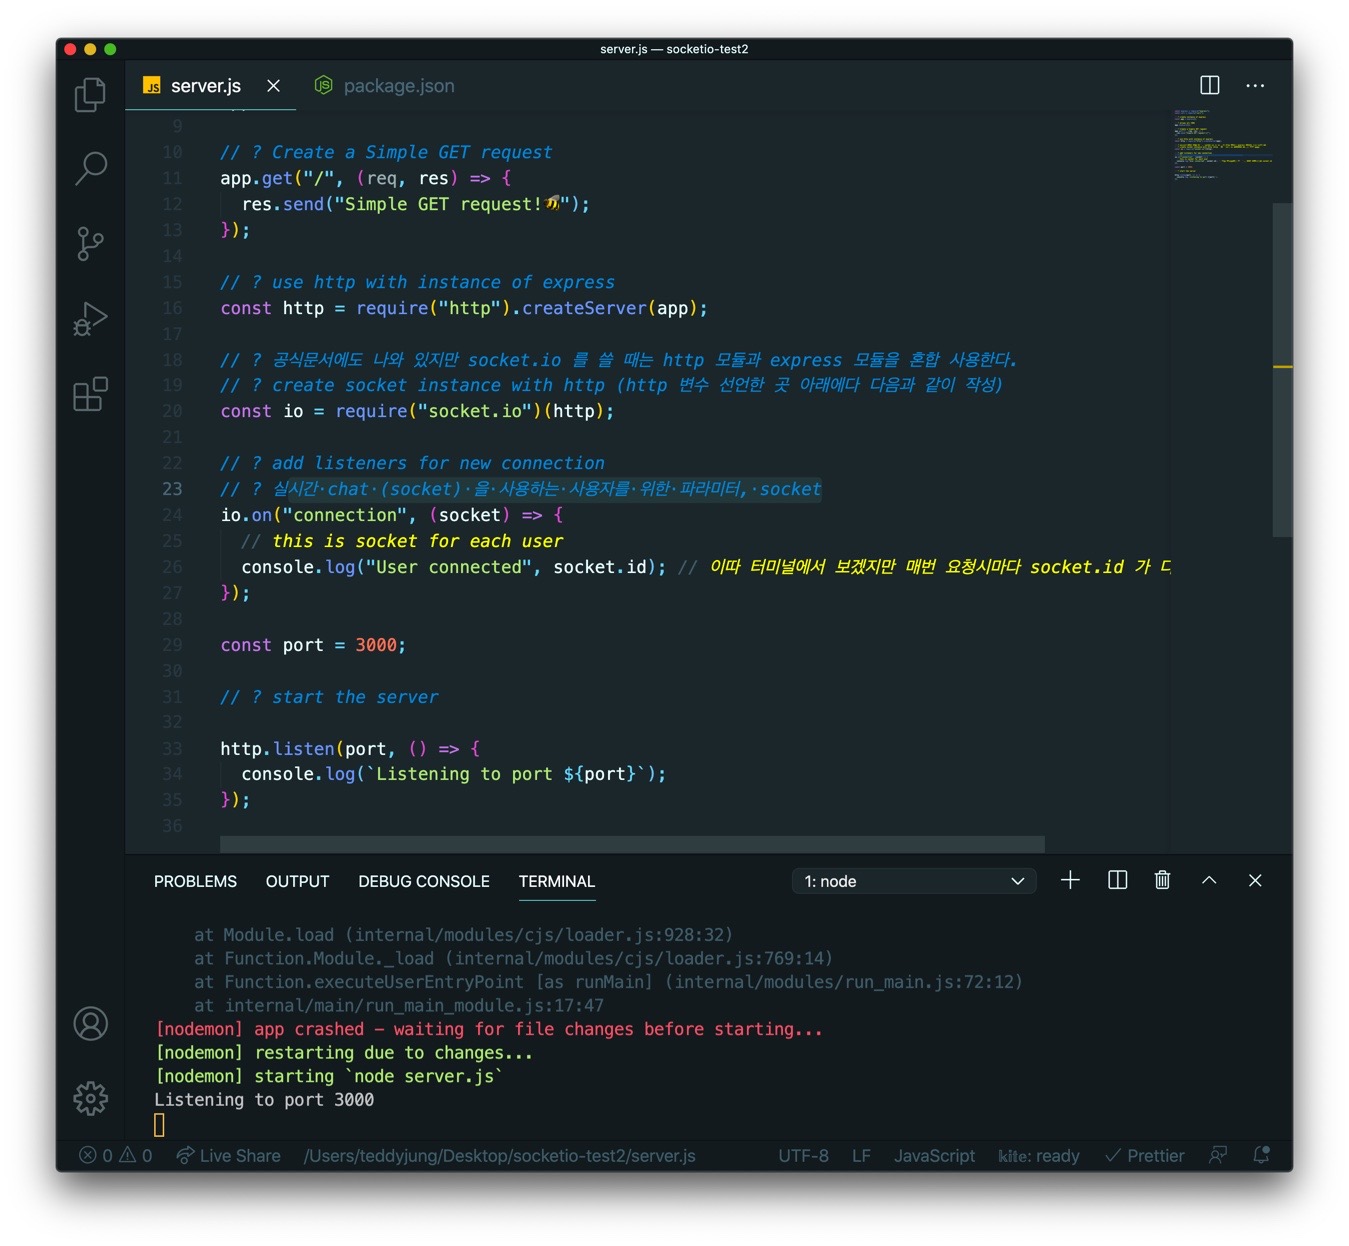 server.js — socketio-test2
JS server.js package.json
9
10 // ? Create a Simple GET request
11 app.get("/", (req, res) => {
12 res.send("Simple GET request!🐝");
13 });
14
15 // ? use http with instance of express
16 const http = require("http").createServer(app);
17
18 // ? 공식문서에도 나와 있지만 socket.io 를 쓸 때는 http 모듈과 express 모듈을 혼합 사용한다.
19 // ? create socket instance with http (http 변수 선언한 곳 아래에다 다음과 같이 작성)
20 const io = require("socket.io")(http);
21
22 // ? add listeners for new connection
23 // ? 실시간·chat·(socket)·을·사용하는·사용자를·위한·파라미터,·socket
24 io.on("connection", (socket) => {
25 // this is socket for each user
26 console.log("User connected", socket.id); // 이따 터미널에서 보겠지만 매번 요청시마다 socket.id 가
27 });
28
29 const port = 3000;
30
31 // ? start the server
32
33 http.listen(port, () => {
34 console.log(`Listening to port ${port}`);
35 });
36
PROBLEMS OUTPUT DEBUG CONSOLE TERMINAL 1: node
at Module.load (internal/modules/cjs/loader.js:928:32)
at Function.Module._load (internal/modules/cjs/loader.js:769:14)
at Function.executeUserEntryPoint [as runMain] (internal/modules/run_main.js:72:12)
at internal/main/run_main_module.js:17:47
[nodemon] app crashed - waiting for file changes before starting...
[nodemon] restarting due to changes...
[nodemon] starting `node server.js`
Listening to port 3000
0 0 Live Share /Users/teddyjung/Desktop/socketio-test2/server.js UTF-8 LF JavaScript kite: ready Prettier